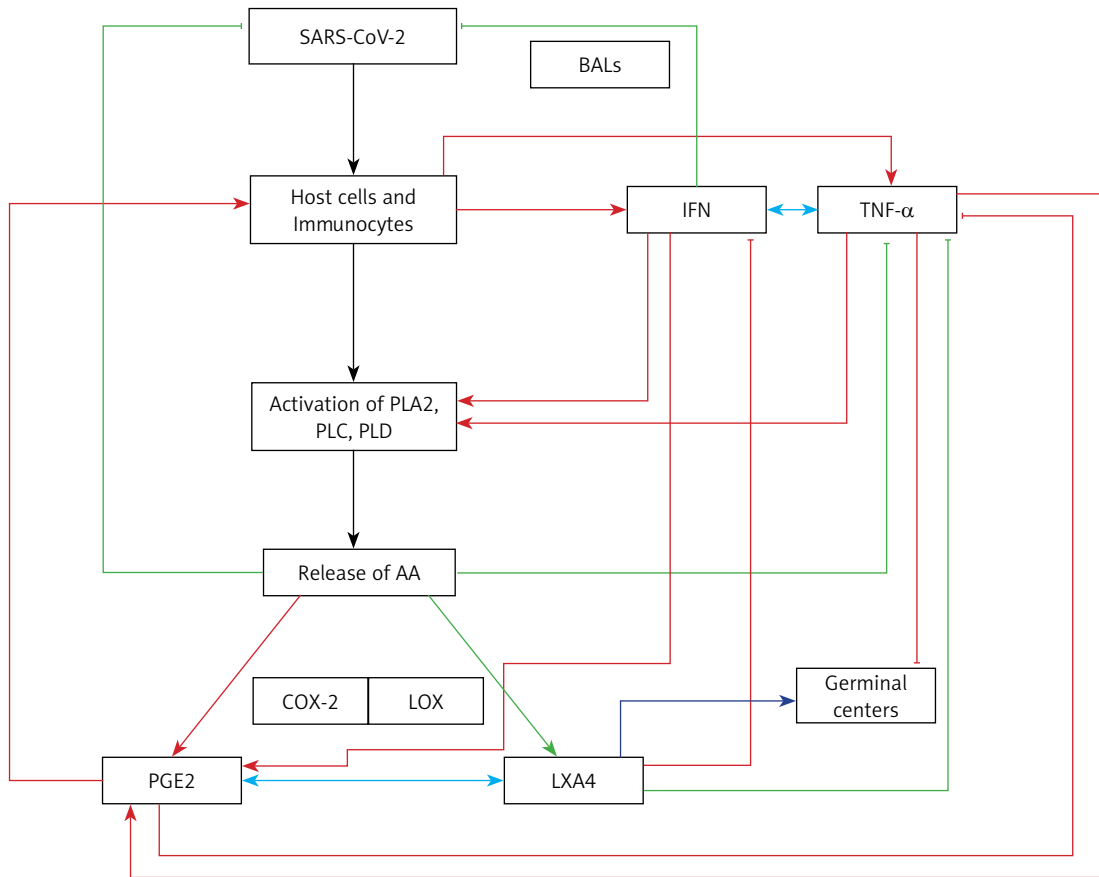 SARS-CoV-2
BALs
Host cells and
Immunocytes
IFN
TNF-α
Activation of PLA2,
PLC, PLD
Release of AA
COX-2
LOX
Germinal
centers
PGE2
LXA4